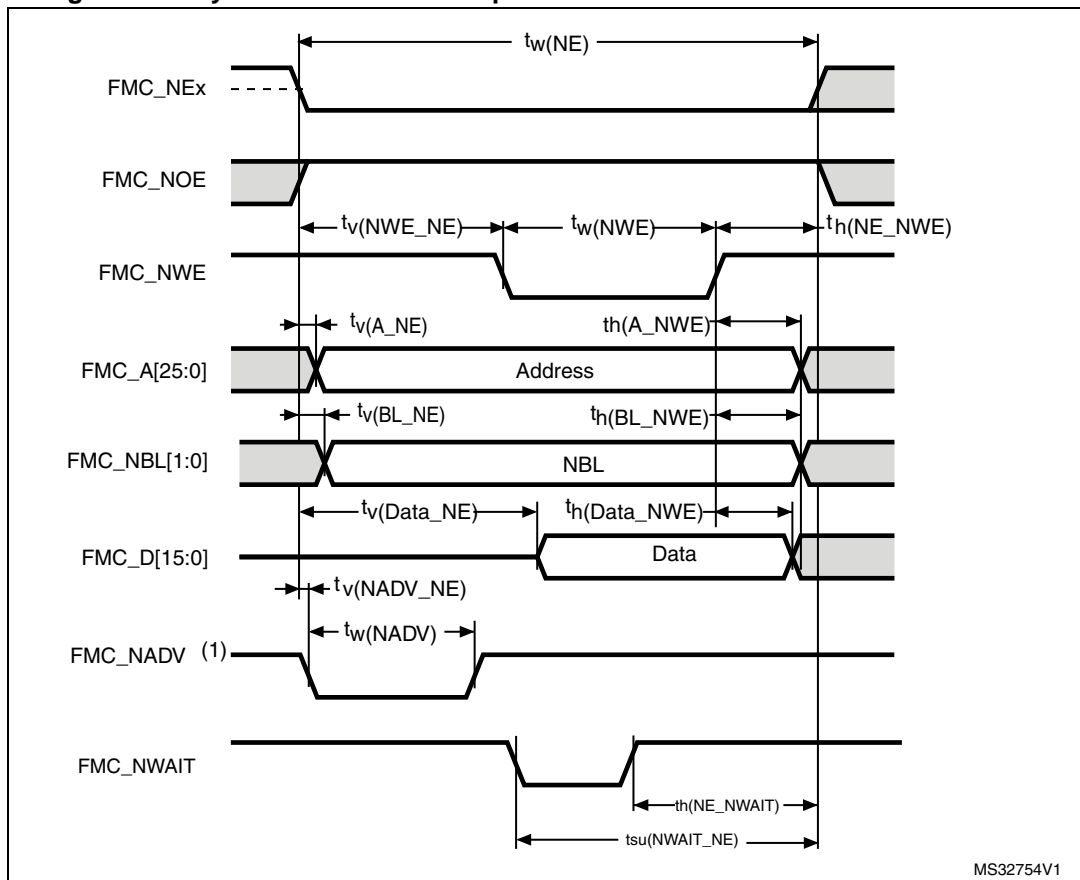 tw(NE)
FMC_NEx
FMC_NOE
tv(NWE_NE) tw(NWE) th(NE_NWE)
FMC_NWE
tv(A_NE) th(A_NWE)
FMC_A[25:0] Address
tv(BL_NE) th(BL_NWE)
FMC_NBL[1:0] NBL
tv(Data_NE) th(Data_NWE)
FMC_D[15:0] Data
tv(NADV_NE)
tw(NADV)
FMC_NADV (1)
FMC_NWAIT
th(NE_NWAIT)
tsu(NWAIT_NE)
MS32754V1